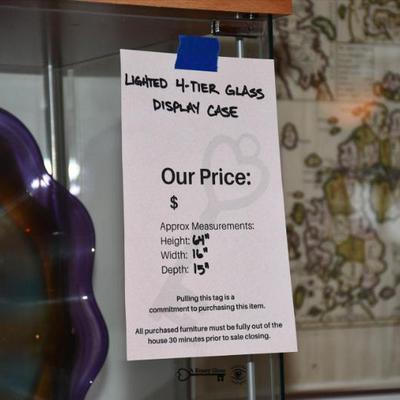 LIGHTED 4-TIER GLASS
DISPLAY CASE
Our Price:
$
Approx Measurements:
Height: 64"
Width: 16"
Depth: 15"
Pulling this tag is a
commitment to purchasing this item.
All purchased furniture must be fully out of the
house 30 minutes prior to sale closing.